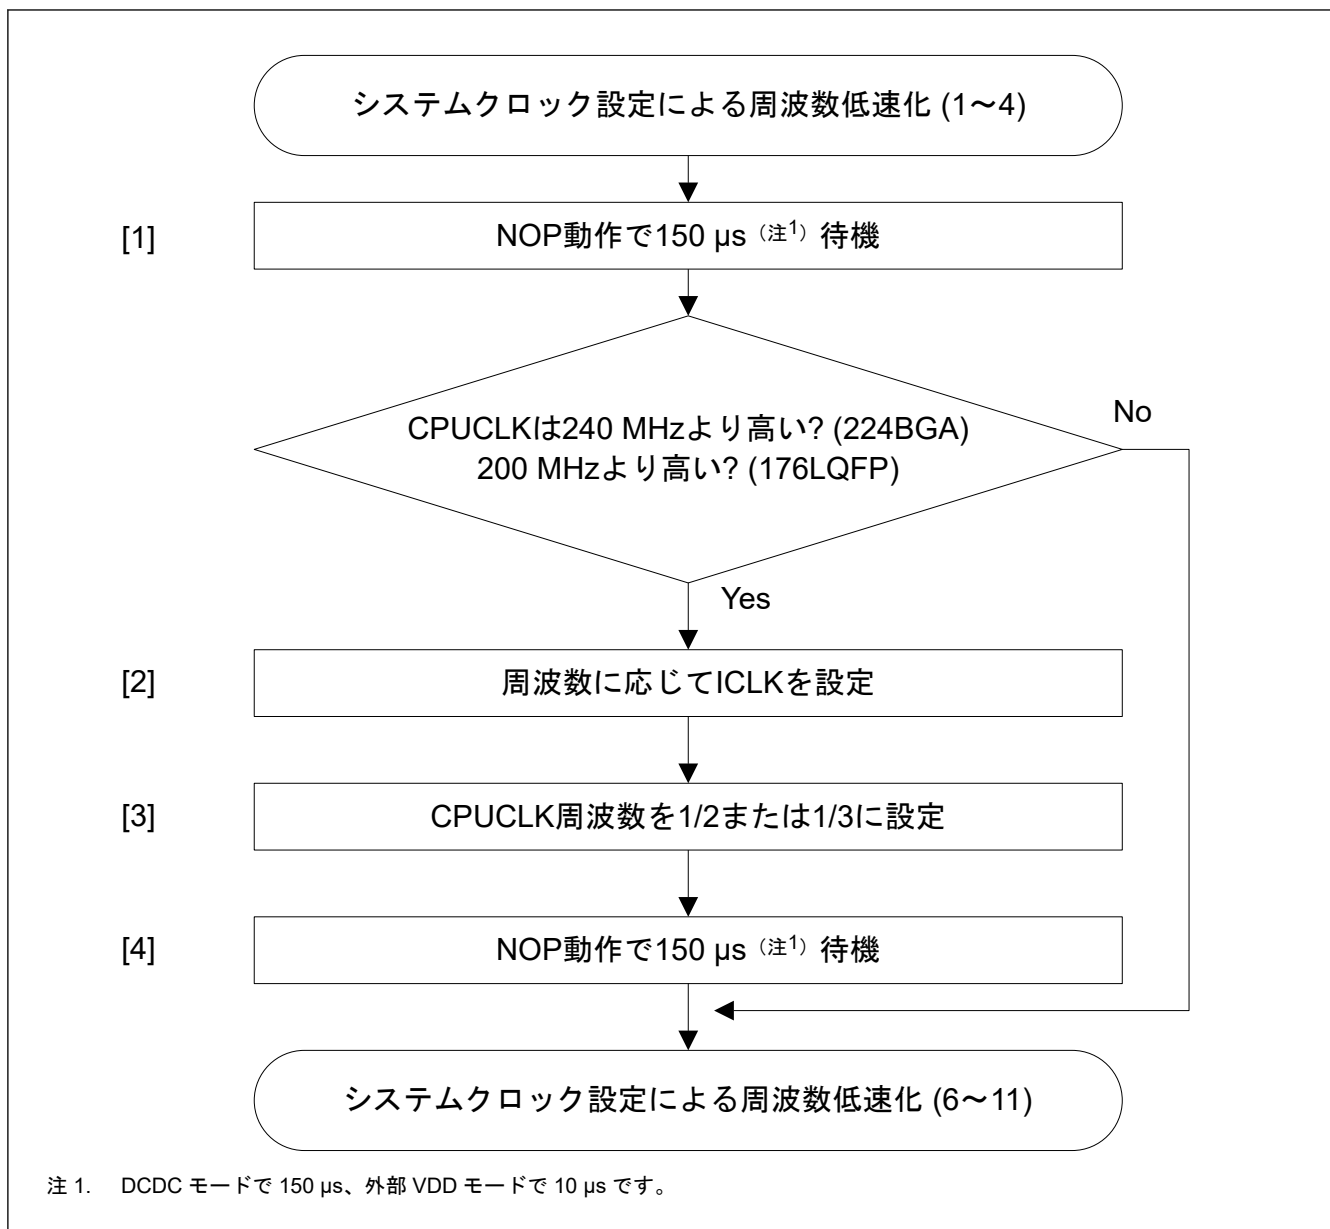 システムクロック設定による周波数低速化 (1～4)
[1]
NOP動作で150 µs（注1）待機
CPUCLKは240 MHzより高い? (224BGA)
200 MHzより高い? (176LQFP)
No
Yes
[2]
周波数に応じてICLKを設定
[3]
CPUCLK周波数を1/2または1/3に設定
[4]
NOP動作で150 µs（注1）待機
システムクロック設定による周波数低速化 (6～11)
注 1. DCDC モードで 150 µs、外部 VDD モードで 10 µs です。